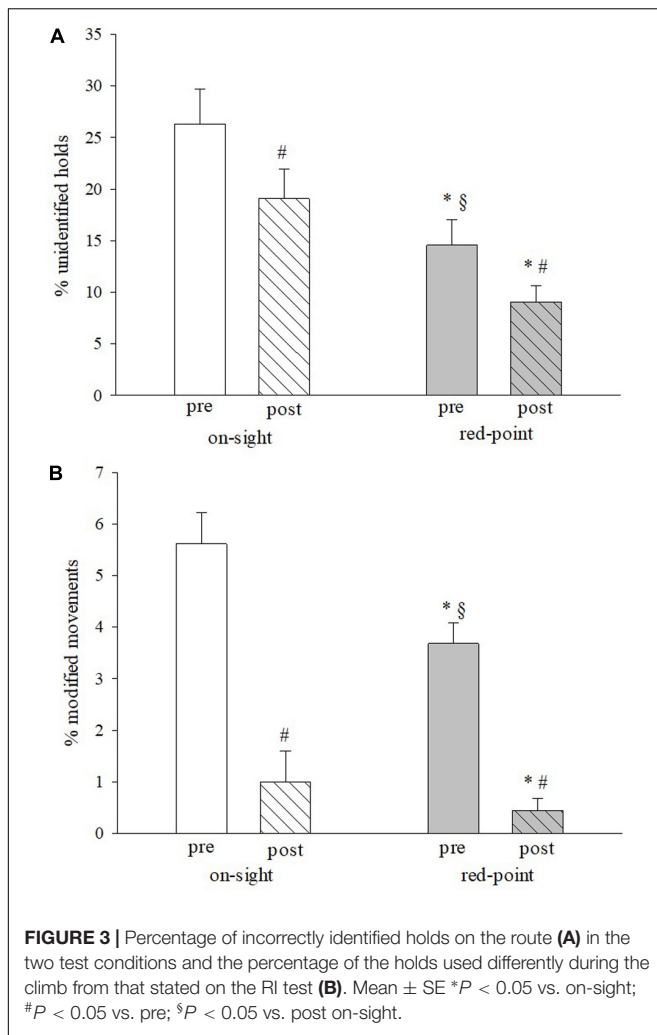 A
35
30
25
20
15
10
5
0
% unidentified holds
#
* §
* #
pre post pre post
on-sight red-point
B
7
6
5
4
3
2
1
0
% modified movements
#
* §
* #
pre post pre post
on-sight red-point
FIGURE 3 | Percentage of incorrectly identified holds on the route (A) in the
two test conditions and the percentage of the holds used differently during the
climb from that stated on the RI test (B). Mean ± SE *P < 0.05 vs. on-sight;
#P < 0.05 vs. pre; §P < 0.05 vs. post on-sight.